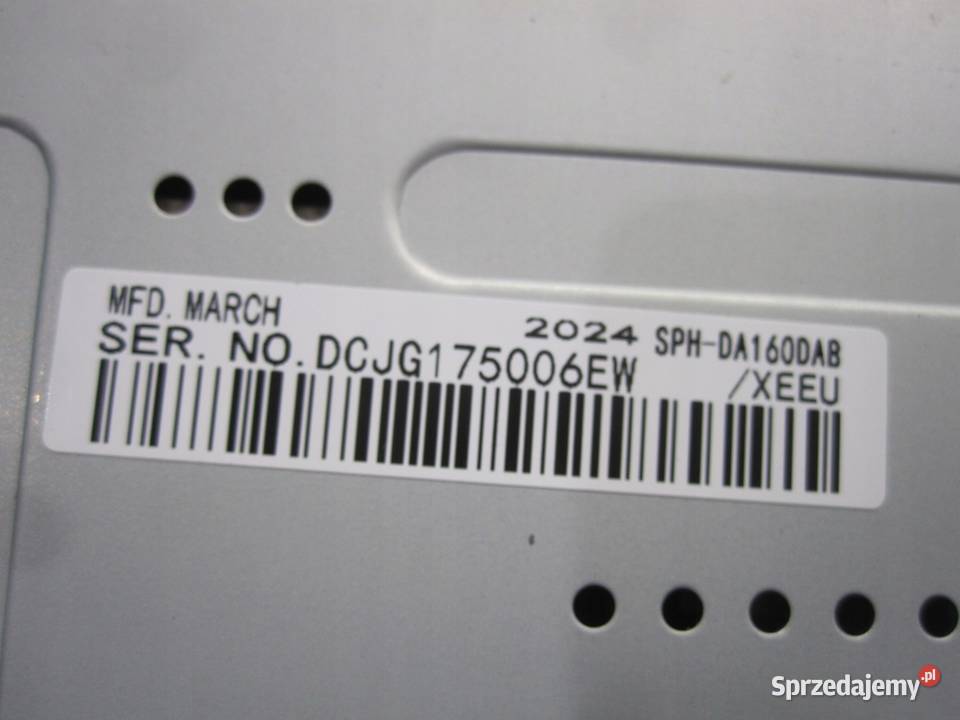 MFD. MARCH 2024 SPH-DA160DAB
SER. NO. DCJG175006EW /XEEU
Sprzedajemy.pl